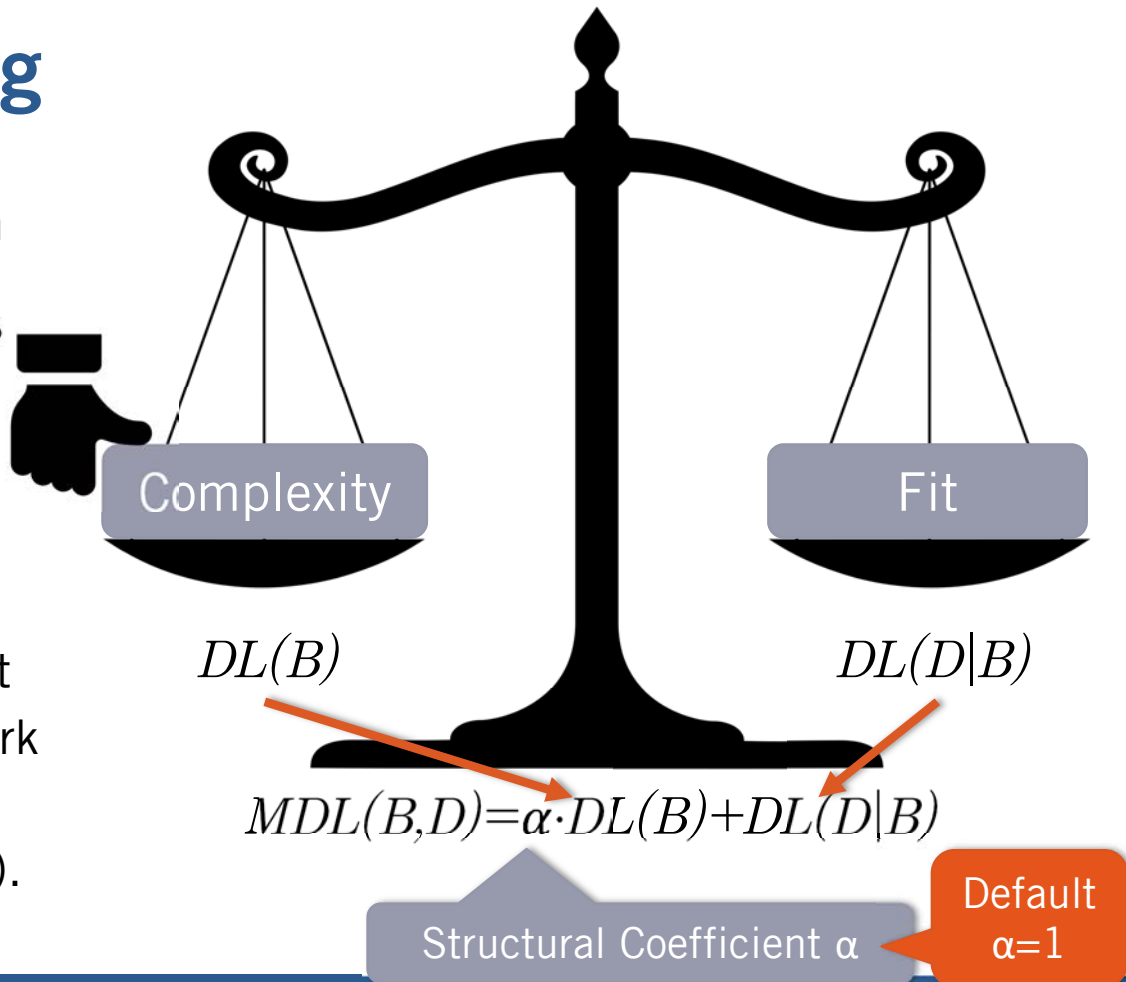 g
Complexity
Fit
DL(B)
DL(D|B)
t
rk
MDL(B,D)=α·DL(B)+DL(D|B)
).
Structural Coefficient α
Default
α=1